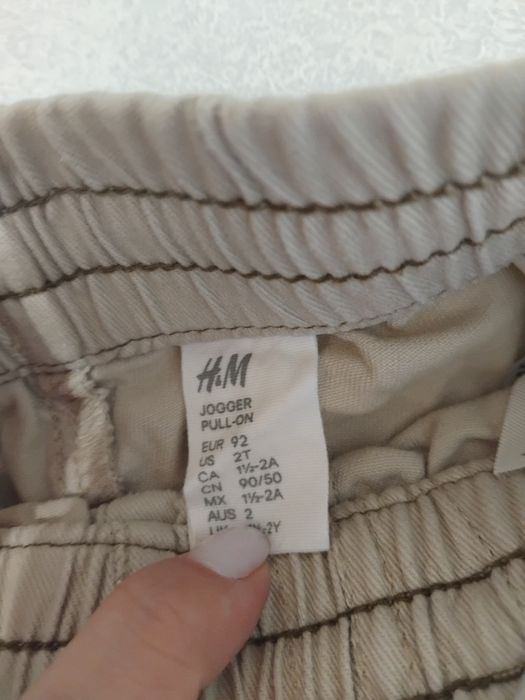 H&M
JOGGER
PULL-ON
EUR 92
US 2T
CA 1½-2A
CN 90/50
MX 1½-2A
AUS 2